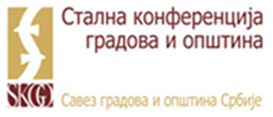 Стална конференција
градова и општина
SKGO
Савез градова и општина Србије